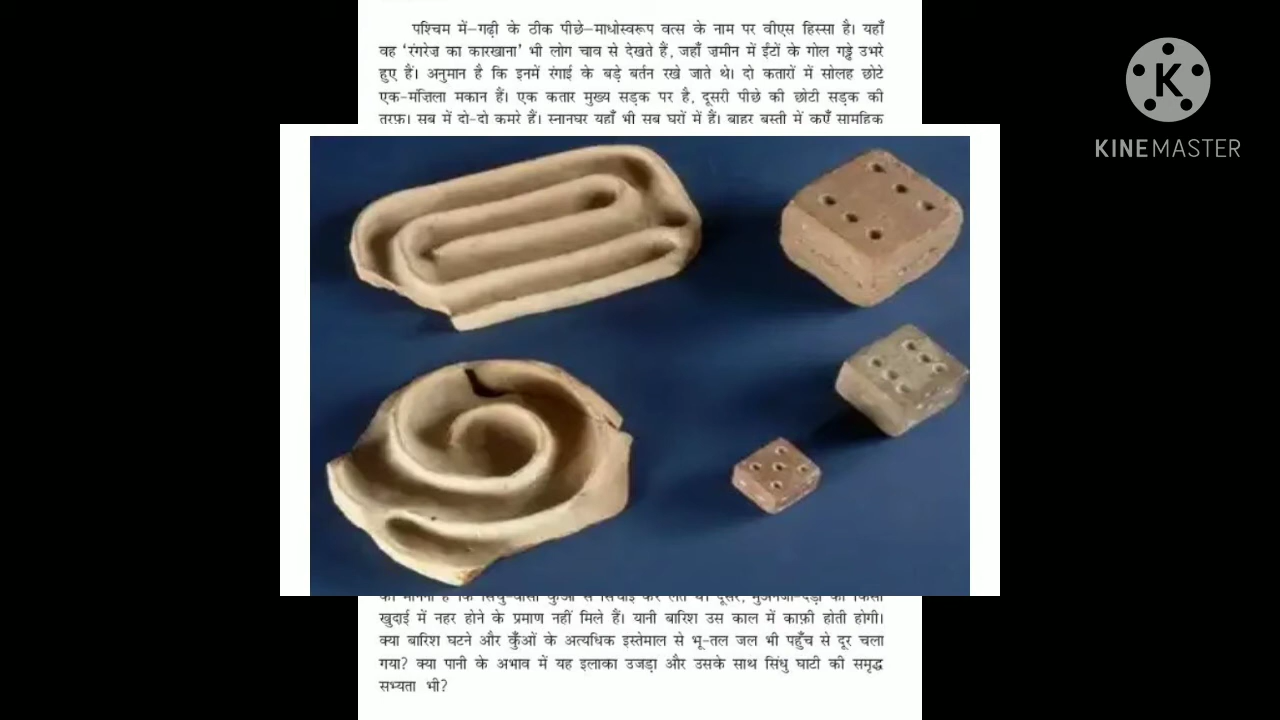 पश्चिम में—गढ़ी के ठीक पीछे—माधोस्वरूप वत्स के नाम पर वीएस हिस्सा है। यहाँ
वह 'रंगरेज़ का कारखाना' भी लोग चाव से देखते हैं, जहाँ ज़मीन में ईंटों के गोल गड्ढे उभरे
हुए हैं। अनुमान है कि इनमें रंगाई के बड़े बर्तन रखे जाते थे। दो कतारों में सोलह छोटे
एक-मंज़िला मकान हैं। एक कतार मुख्य सड़क पर है, दूसरी पीछे की छोटी सड़क की
तरफ़। सब में दो-दो कमरे हैं। स्नानघर यहाँ भी सब घरों में हैं। बाहर बस्ती में कुएँ सामूहिक
KINEMASTER
खुदाई में नहर होने के प्रमाण नहीं मिले हैं। यानी बारिश उस काल में काफ़ी होती होगी।
क्या बारिश घटने और कुँओं के अत्यधिक इस्तेमाल से भू-तल जल भी पहुँच से दूर चला
गया? क्या पानी के अभाव में यह इलाका उजड़ा और उसके साथ सिंधु घाटी की समृद्ध
सभ्यता भी?